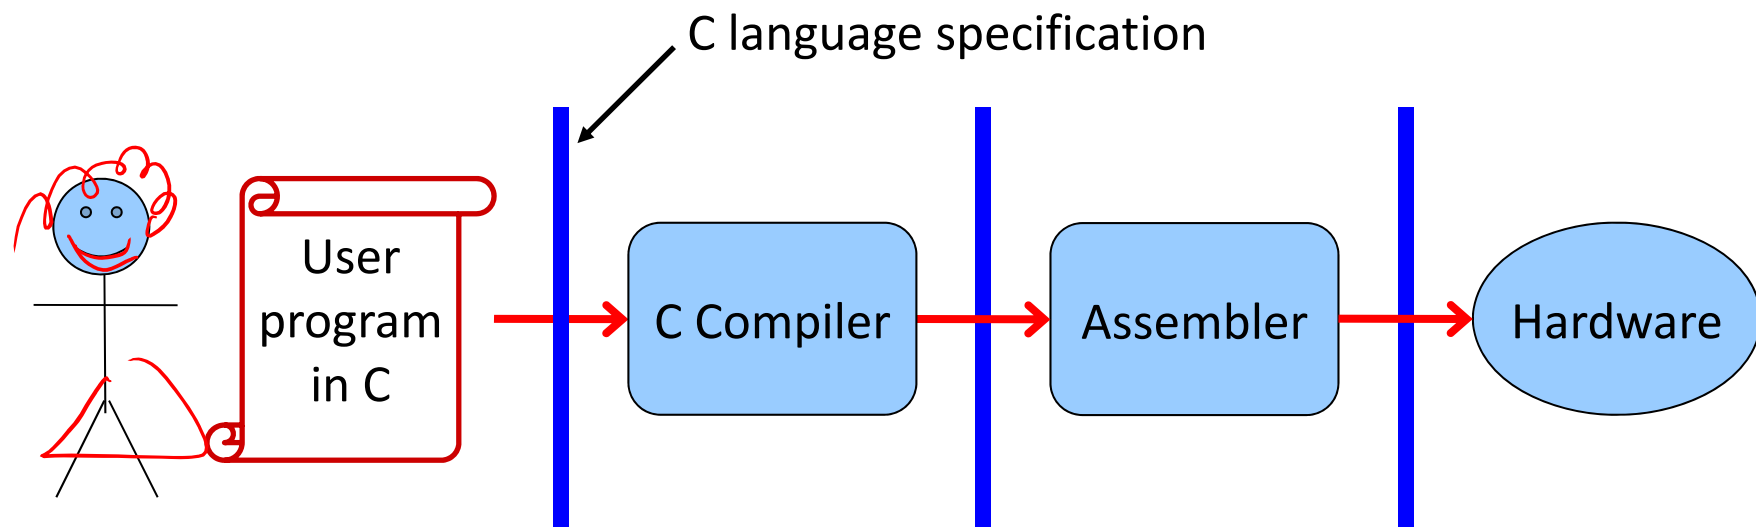 C language specification
User
program
in C
C Compiler
Assembler
Hardware